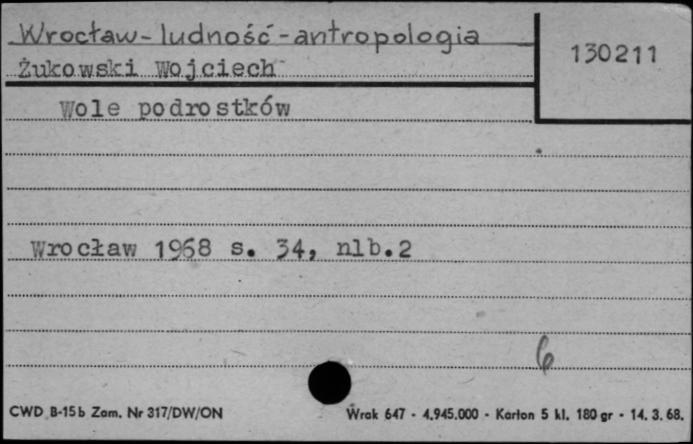 Wrocław - ludność - antropologia
130211
Żukowski Wojciech
Wole podrostków
Wrocław 1968 s. 34, nlb.2
6
CWD B-15b Zam. Nr 317/DW/ON Wrak 647 - 4.945.000 - Karton 5 kl. 180 gr - 14. 3. 68.